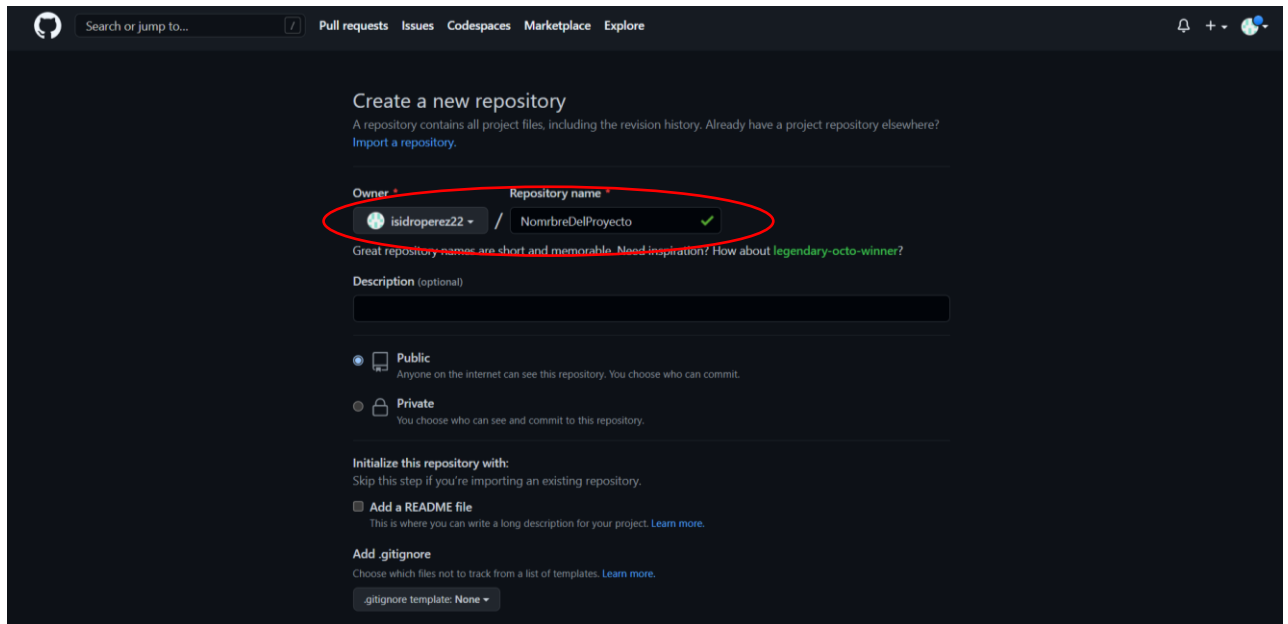 Search or jump to... / Pull requests Issues Codespaces Marketplace Explore
Create a new repository
A repository contains all project files, including the revision history. Already have a project repository elsewhere?
Import a repository.
Owner * Repository name *
isidroperez22 / NomrbreDelProyecto
Great repository names are short and memorable. Need inspiration? How about legendary-octo-winner?
Description (optional)
Public
Anyone on the internet can see this repository. You choose who can commit.
Private
You choose who can see and commit to this repository.
Initialize this repository with:
Skip this step if you're importing an existing repository.
Add a README file
This is where you can write a long description for your project. Learn more.
Add .gitignore
Choose which files not to track from a list of templates. Learn more.
.gitignore template: None